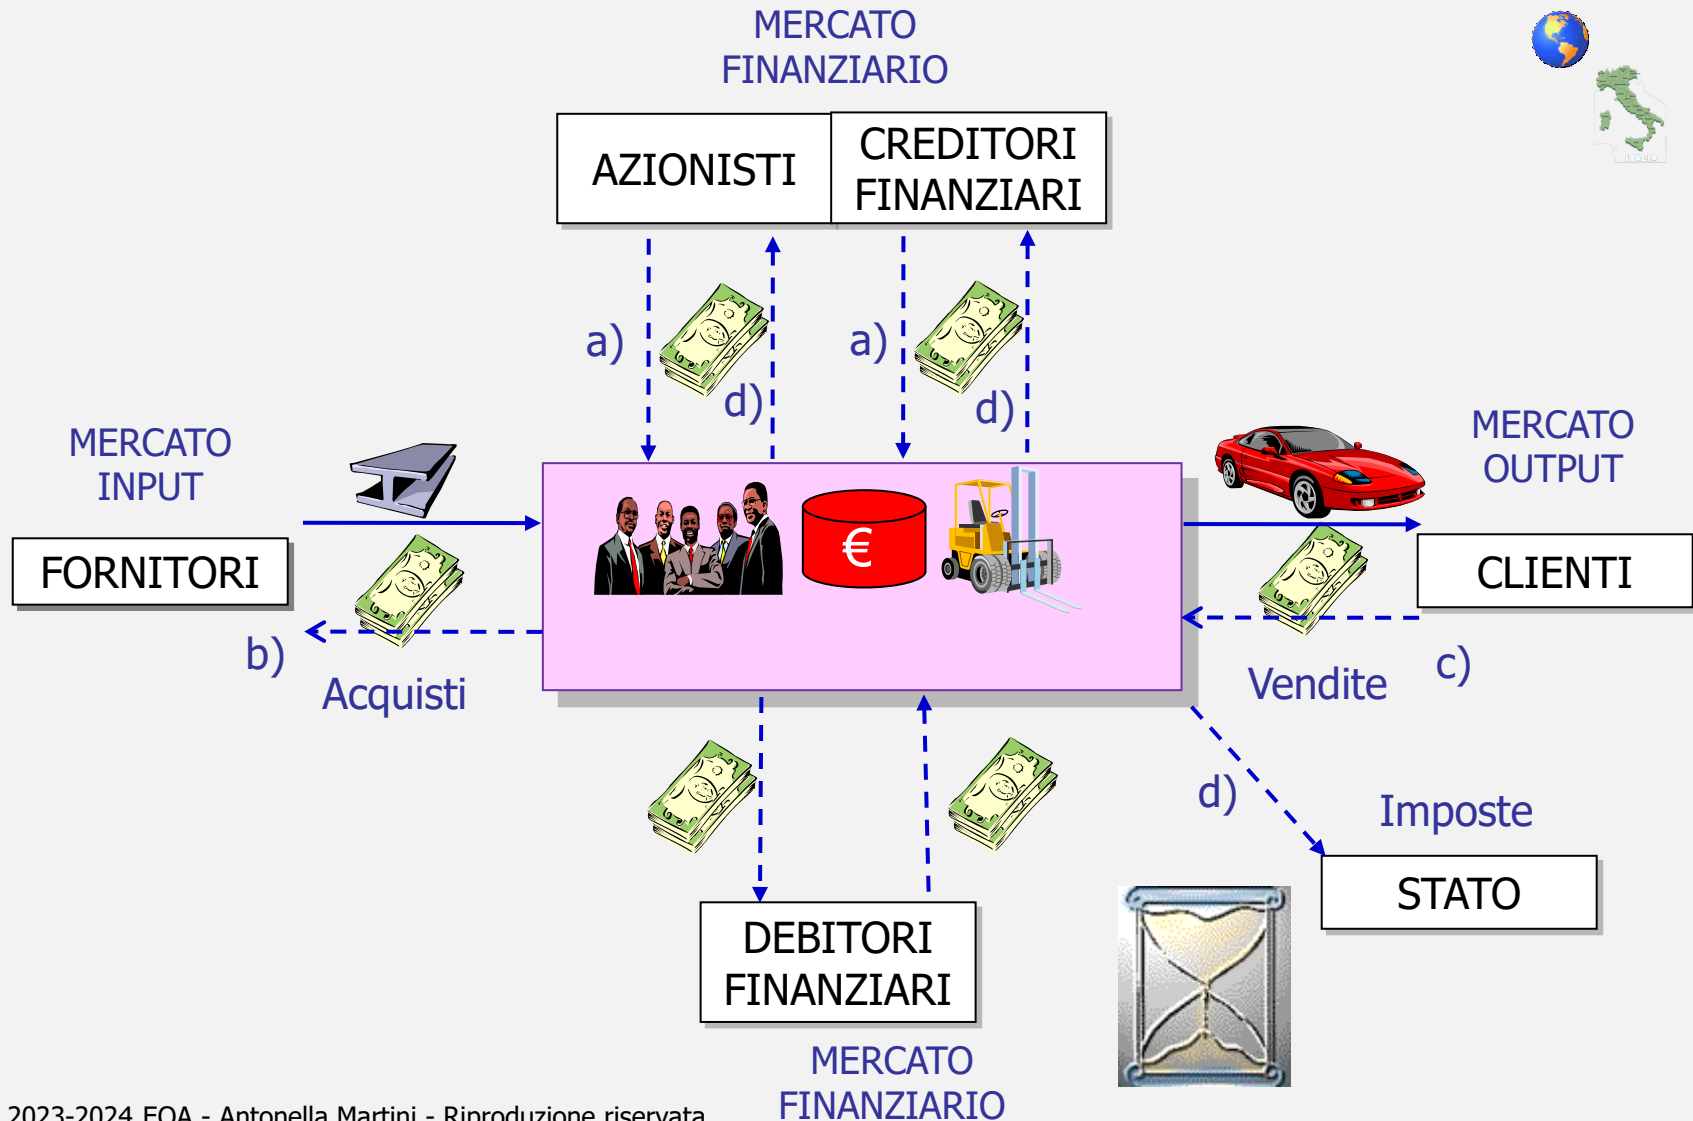 MERCATO
FINANZIARIO
AZIONISTI
CREDITORI
FINANZIARI
ITALIA
a)
d)
a)
d)
MERCATO
INPUT
MERCATO
OUTPUT
FORNITORI
€
CLIENTI
b)
Acquisti
Vendite
c)
d)
Imposte
STATO
DEBITORI
FINANZIARI
MERCATO
FINANZIARIO
2023-2024 EOA - Antonella Martini - Riproduzione riservata